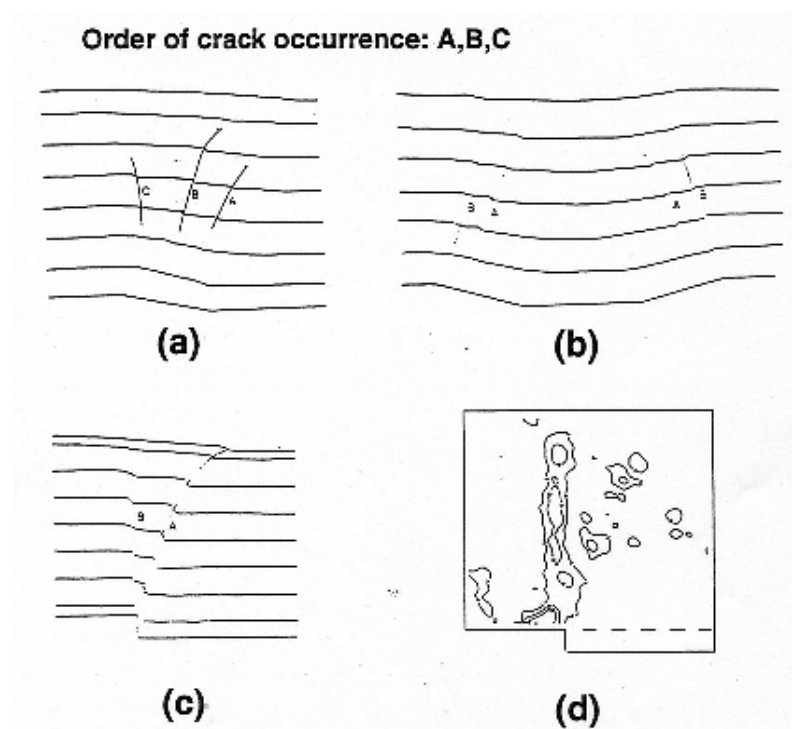 Order of crack occurrence: A,B,C
C B A
B A A B
(a) (b)
B A
(c) (d)